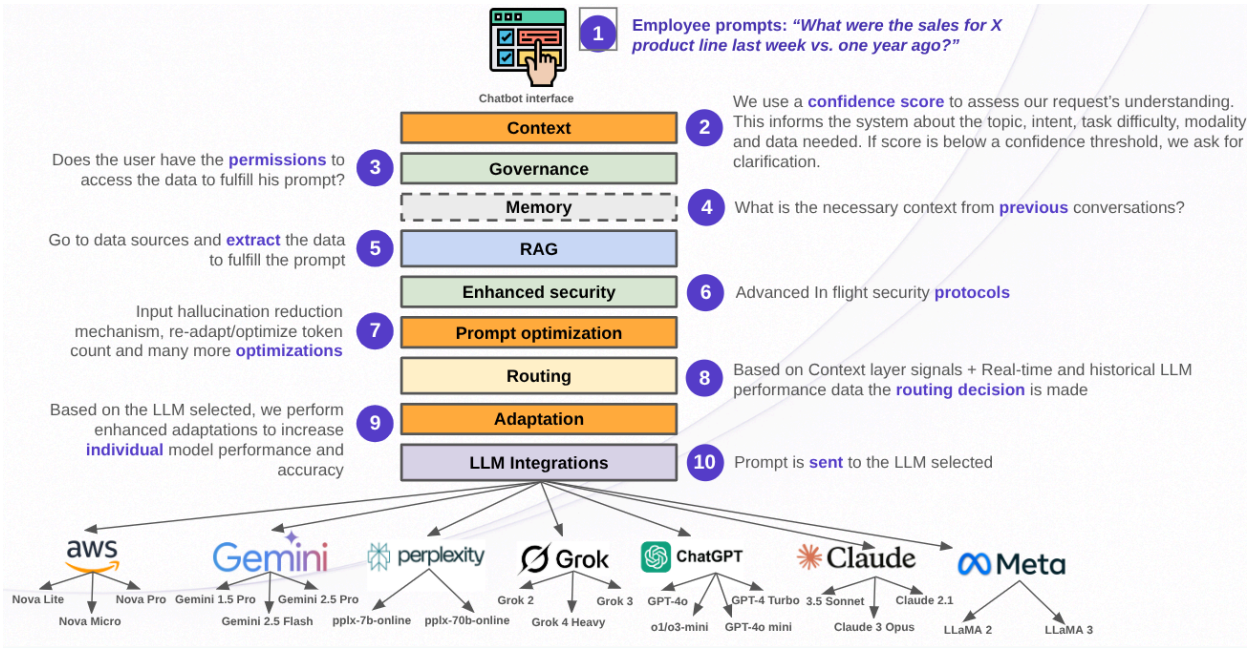 1
Employee prompts: “What were the sales for X
product line last week vs. one year ago?”
Chatbot interface
Context
2
We use a confidence score to assess our request's understanding.
This informs the system about the topic, intent, task difficulty, modality
and data needed. If score is below a confidence threshold, we ask for
clarification.
Does the user have the permissions to
access the data to fulfill his prompt?
3
Governance
Memory
4
What is the necessary context from previous conversations?
Go to data sources and extract the data
to fulfill the prompt
5
RAG
Enhanced security
6
Advanced In flight security protocols
Input hallucination reduction
mechanism, re-adapt/optimize token
count and many more optimizations
7
Prompt optimization
Routing
8
Based on Context layer signals + Real-time and historical LLM
performance data the routing decision is made
Based on the LLM selected, we perform
enhanced adaptations to increase
individual model performance and
accuracy
9
Adaptation
LLM Integrations
10
Prompt is sent to the LLM selected
aws
Nova Lite
Nova Micro
Nova Pro
Gemini
Gemini 1.5 Pro
Gemini 2.5 Flash
Gemini 2.5 Pro
perplexity
pplx-7b-online
pplx-70b-online
Grok
Grok 2
Grok 4 Heavy
Grok 3
ChatGPT
GPT-4o
o1/o3-mini
GPT-4o mini
GPT-4 Turbo
Claude
3.5 Sonnet
Claude 3 Opus
Claude 2.1
Meta
LLaMA 2
LLaMA 3